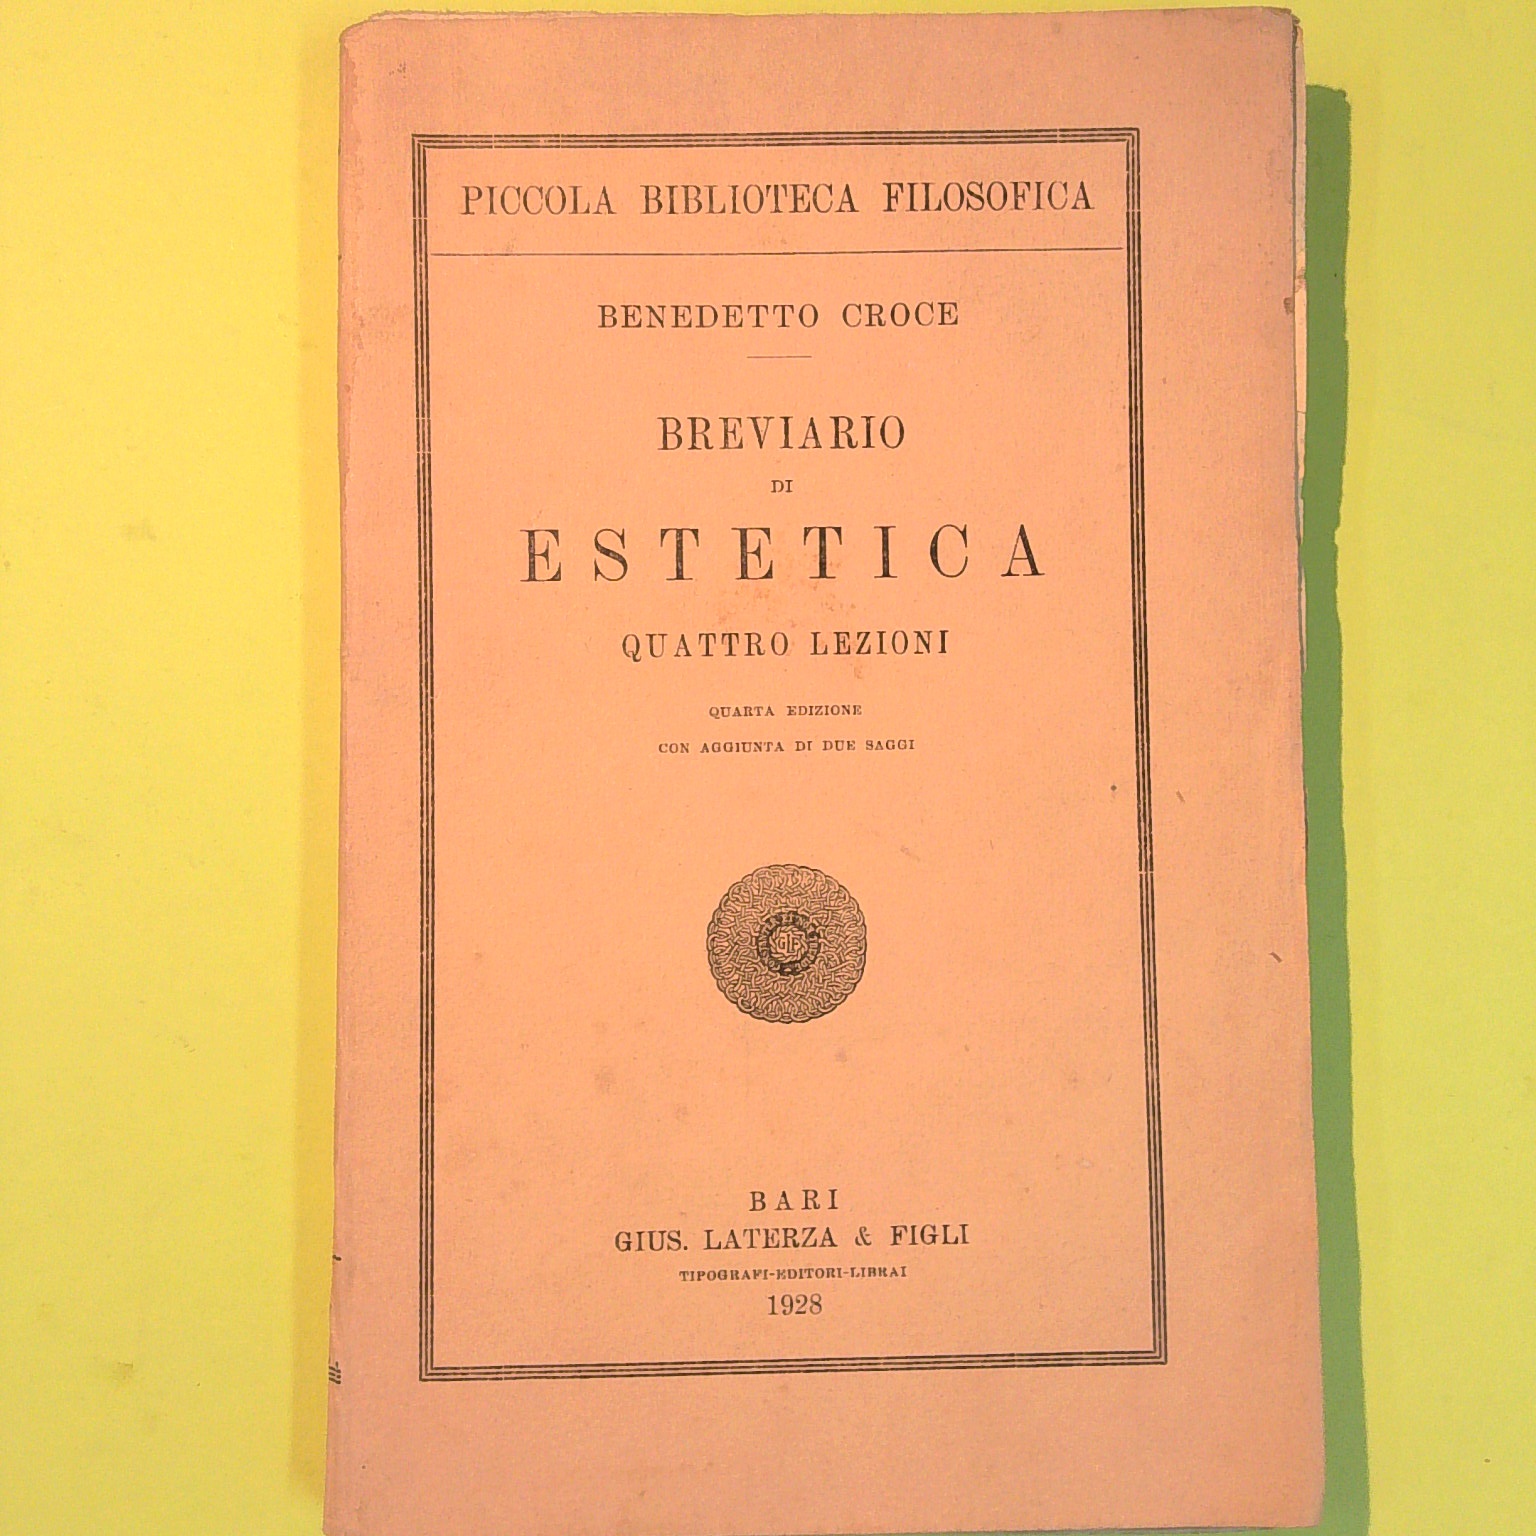 PICCOLA BIBLIOTECA FILOSOFICA
BENEDETTO CROCE
BREVIARIO
DI
ESTETICA
QUATTRO LEZIONI
QUARTA EDIZIONE
CON AGGIUNTA DI DUE SAGGI
BARI
GIUS. LATERZA & FIGLI
TIPOGRAFI-EDITORI-LIBRAI
1928